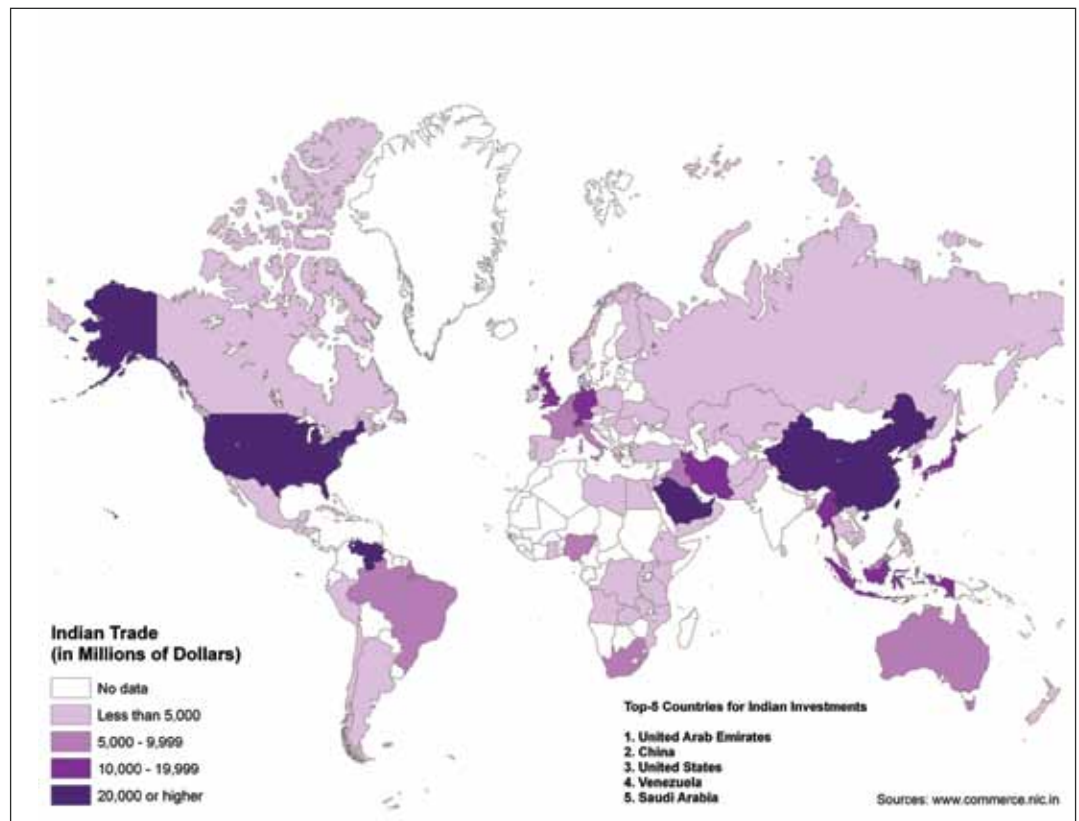 Indian Trade
(in Millions of Dollars)
No data
Less than 5,000
5,000 - 9,999
10,000 - 19,999
20,000 or higher
Top-5 Countries for Indian Investments
1. United Arab Emirates
2. China
3. United States
4. Venezuela
5. Saudi Arabia
Sources: www.commerce.nic.in